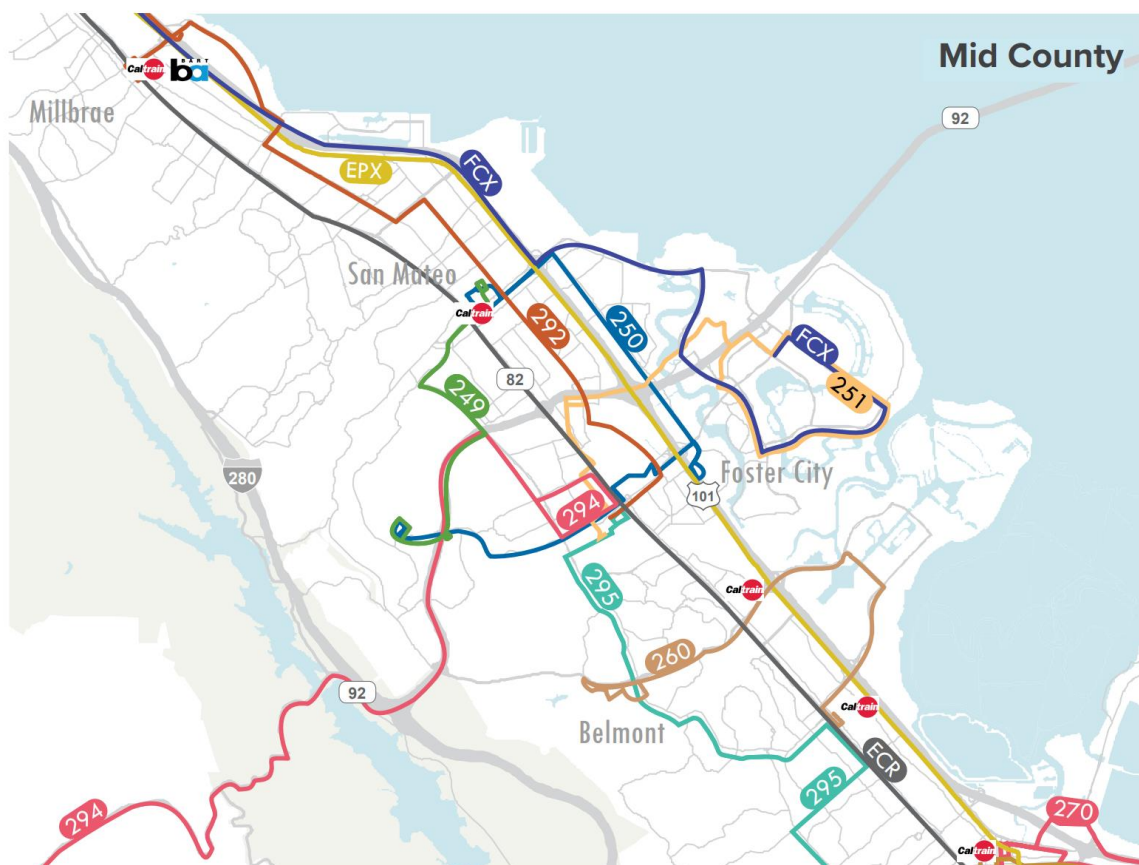 Mid County
Caltrain
BART
ba
Millbrae
92
EPX
FCX
San Mateo
Caltrain
292
250
82
FCX
251
249
280
Foster City
101
294
295
Caltrain
260
92
Caltrain
Belmont
ECR
295
294
270
Caltrain